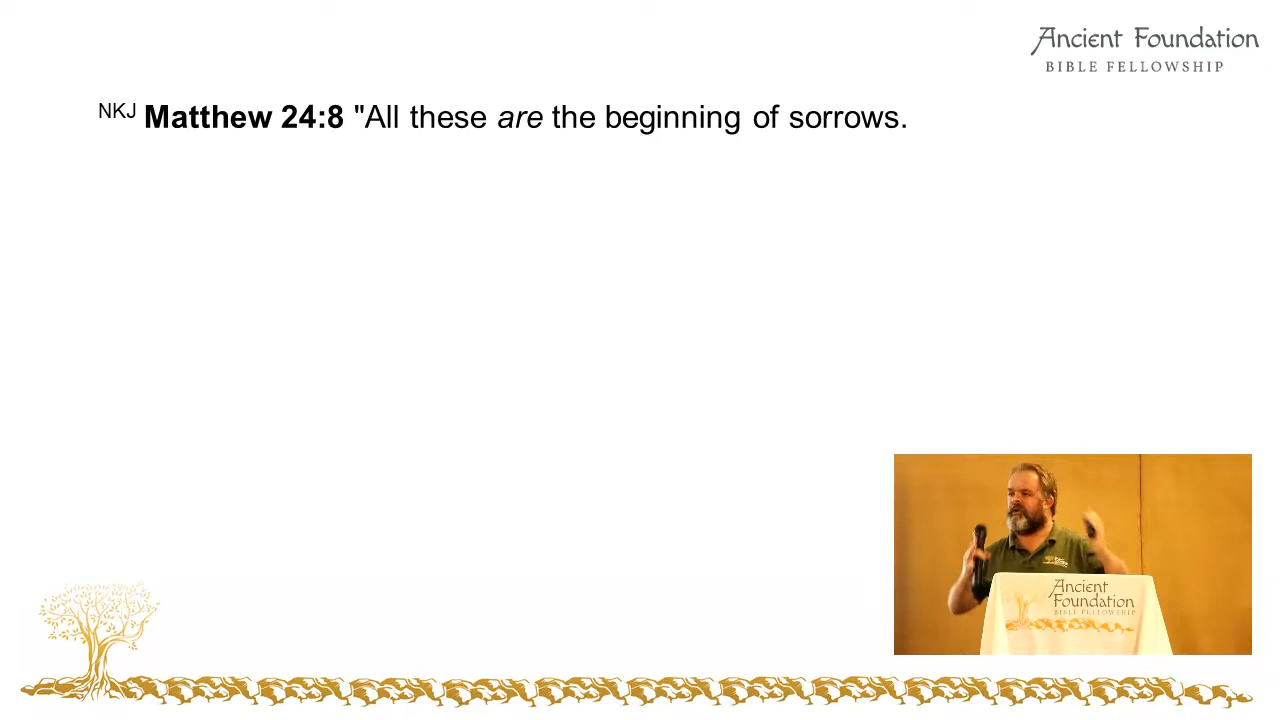 Ancient Foundation
BIBLE FELLOWSHIP
NKJ Matthew 24:8 "All these are the beginning of sorrows.
Ancient
Foundation
BIBLE FELLOWSHIP